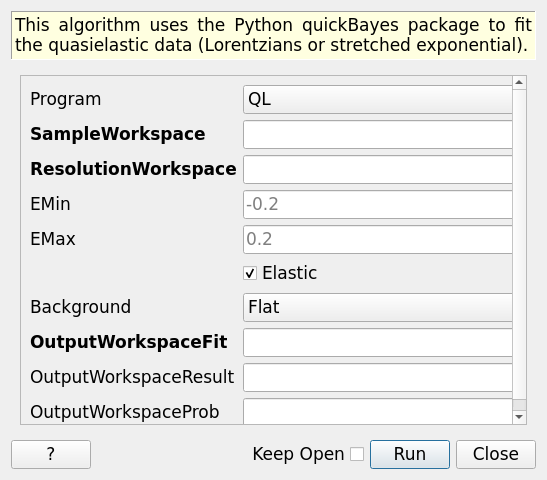 This algorithm uses the Python quickBayes package to fit
the quasielastic data (Lorentzians or stretched exponential).
Program QL
SampleWorkspace
ResolutionWorkspace
EMin -0.2
EMax 0.2
Elastic
Background Flat
OutputWorkspaceFit
OutputWorkspaceResult
OutputWorkspaceProb
? Keep Open Run Close